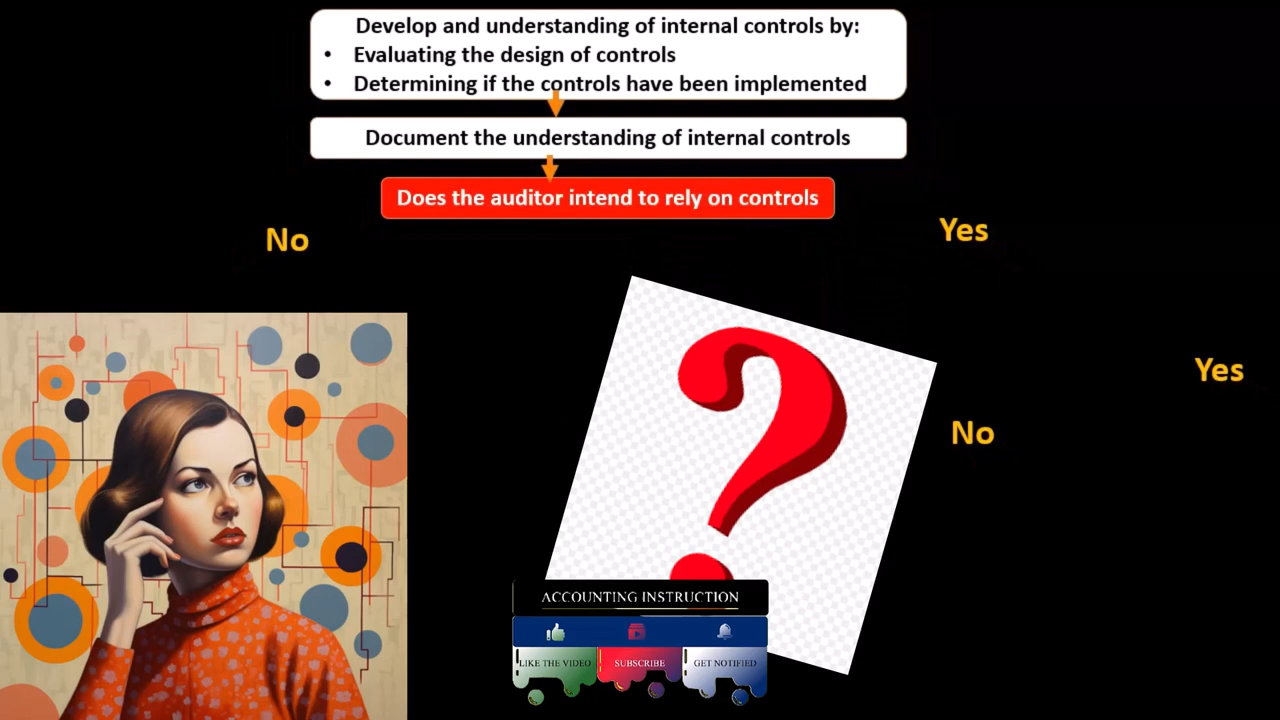 Develop and understanding of internal controls by:
• Evaluating the design of controls
• Determining if the controls have been implemented
Document the understanding of internal controls
Does the auditor intend to rely on controls
No
Yes
Yes
No
ACCOUNTING INSTRUCTION
LIKE THE VIDEO
SUBSCRIBE
GET NOTIFIED